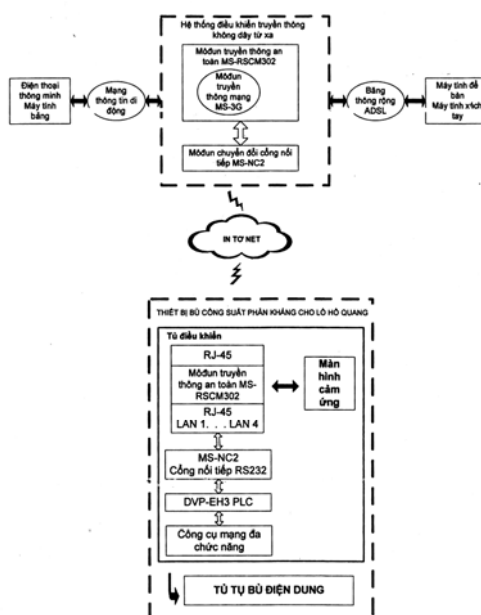 Hệ thống điều khiển truyền thông
không dây từ xa
Môđun truyền thông an
toàn MS-RSCM302
Môđun
truyền
thông mạng
MS-3G
Môđun chuyển đổi cổng nối
tiếp MS-NC2
Điện thoại
thông minh
Máy tính
bảng
Mạng
thông tin di
động
Băng
thông rộng
ADSL
Máy tính để
bàn
Máy tính xách
tay
IN TƠ NET
THIẾT BỊ BÙ CÔNG SUẤT PHẢN KHÁNG CHO LÒ HỒ QUANG
Tủ điều khiển
RJ-45
Môđun truyền
thông an toàn MS-
RSCM302
RJ-45
LAN 1. . . LAN 4
Màn
hình
cảm
ứng
MS-NC2
Cổng nối tiếp RS232
DVP-EH3 PLC
Công cụ mạng đa
chức năng
TỦ TỤ BÙ ĐIỆN DUNG